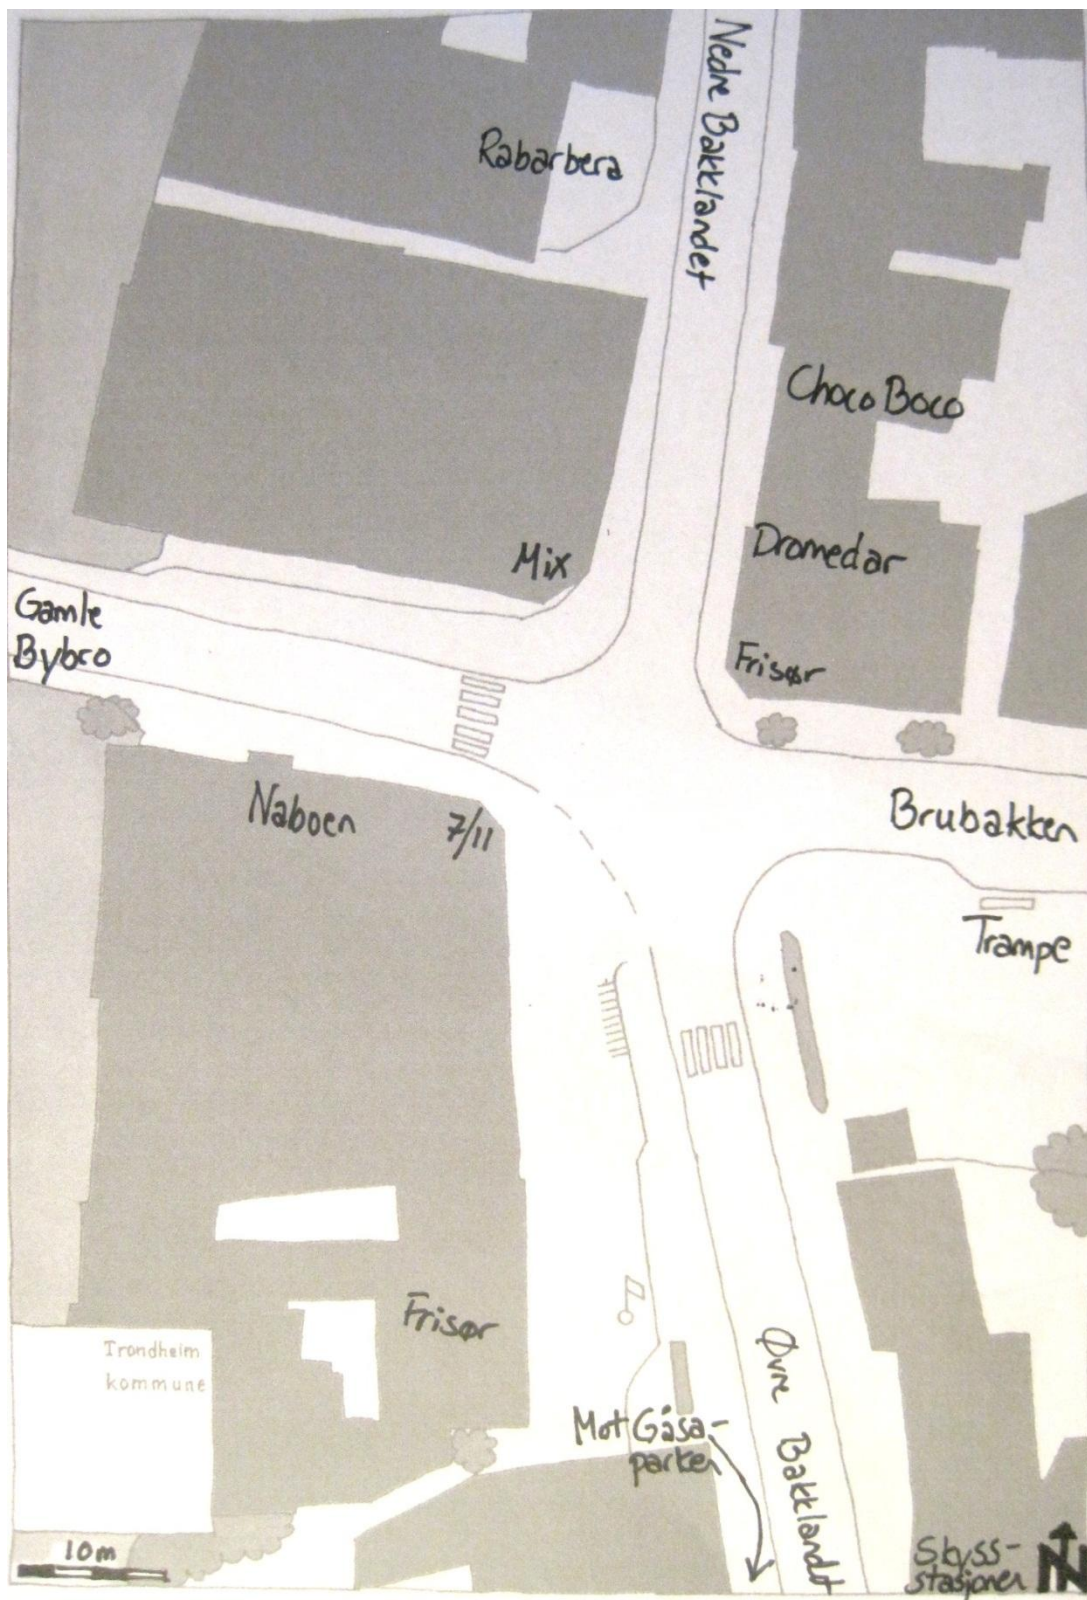 Nedre Bakklandet
Rabarbera
Choco Boco
Dromedar
Mix
Gamle
Bybro
Frisør
Naboen
7/11
Brubakken
Trampe
Frisør
Trondheim
kommune
Øvre Bakklandet
Mot Gåsa-
parken
10m
Skyss-
stasjonen
N